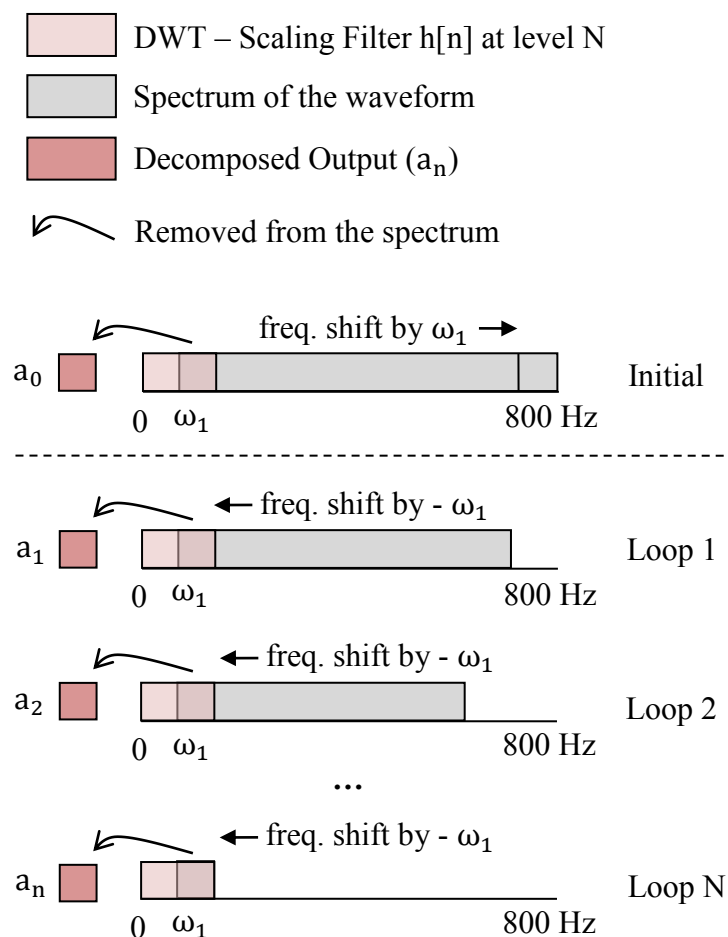 DWT – Scaling Filter h[n] at level N
Spectrum of the waveform
Decomposed Output (aₙ)
Removed from the spectrum
freq. shift by ω₁
a₀
Initial
0 ω₁ 800 Hz
freq. shift by - ω₁
a₁
Loop 1
0 ω₁ 800 Hz
freq. shift by - ω₁
a₂
Loop 2
0 ω₁ 800 Hz
...
freq. shift by - ω₁
aₙ
Loop N
0 ω₁ 800 Hz